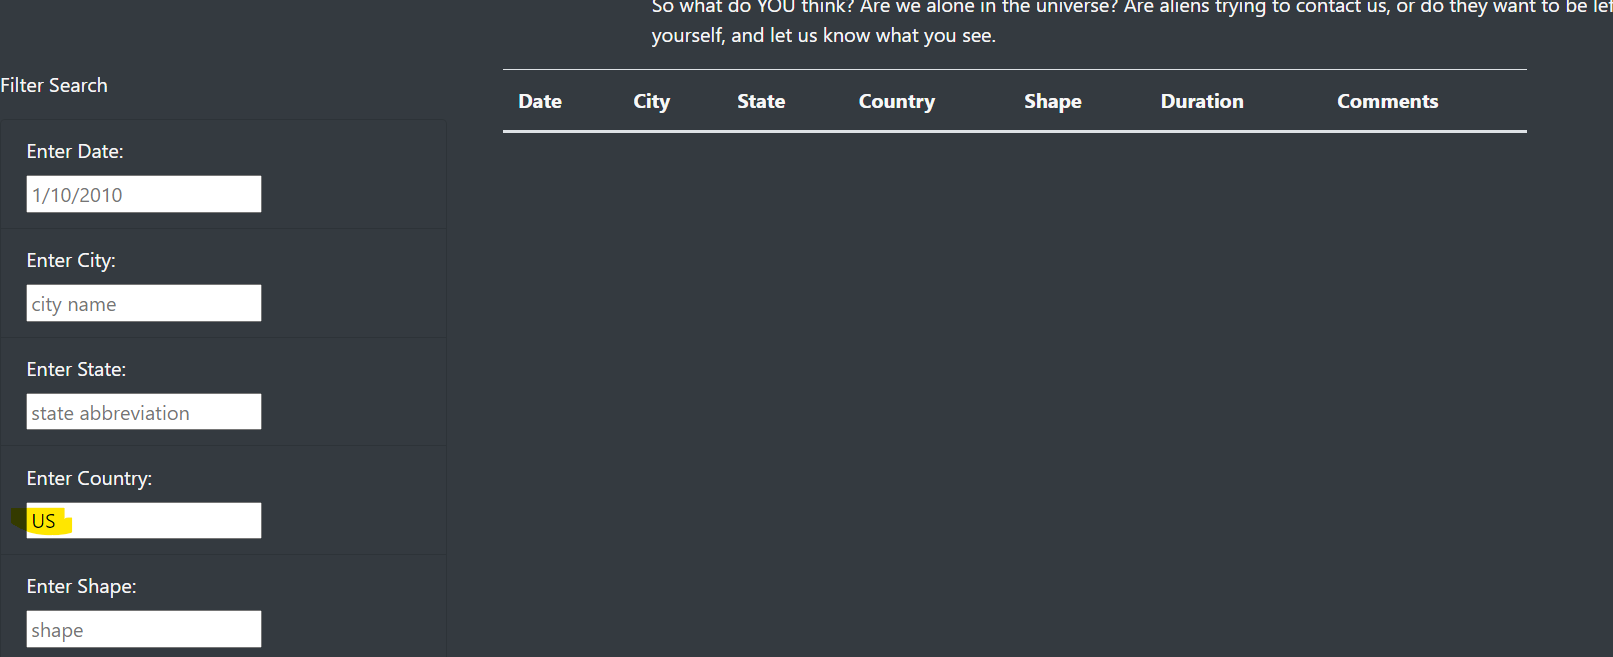 So what do YOU think? Are we alone in the universe? Are aliens trying to contact us, or do they want to be
yourself, and let us know what you see.
Filter Search
Date City State Country Shape Duration Comments
Enter Date:
1/10/2010
Enter City:
city name
Enter State:
state abbreviation
Enter Country:
US
Enter Shape:
shape